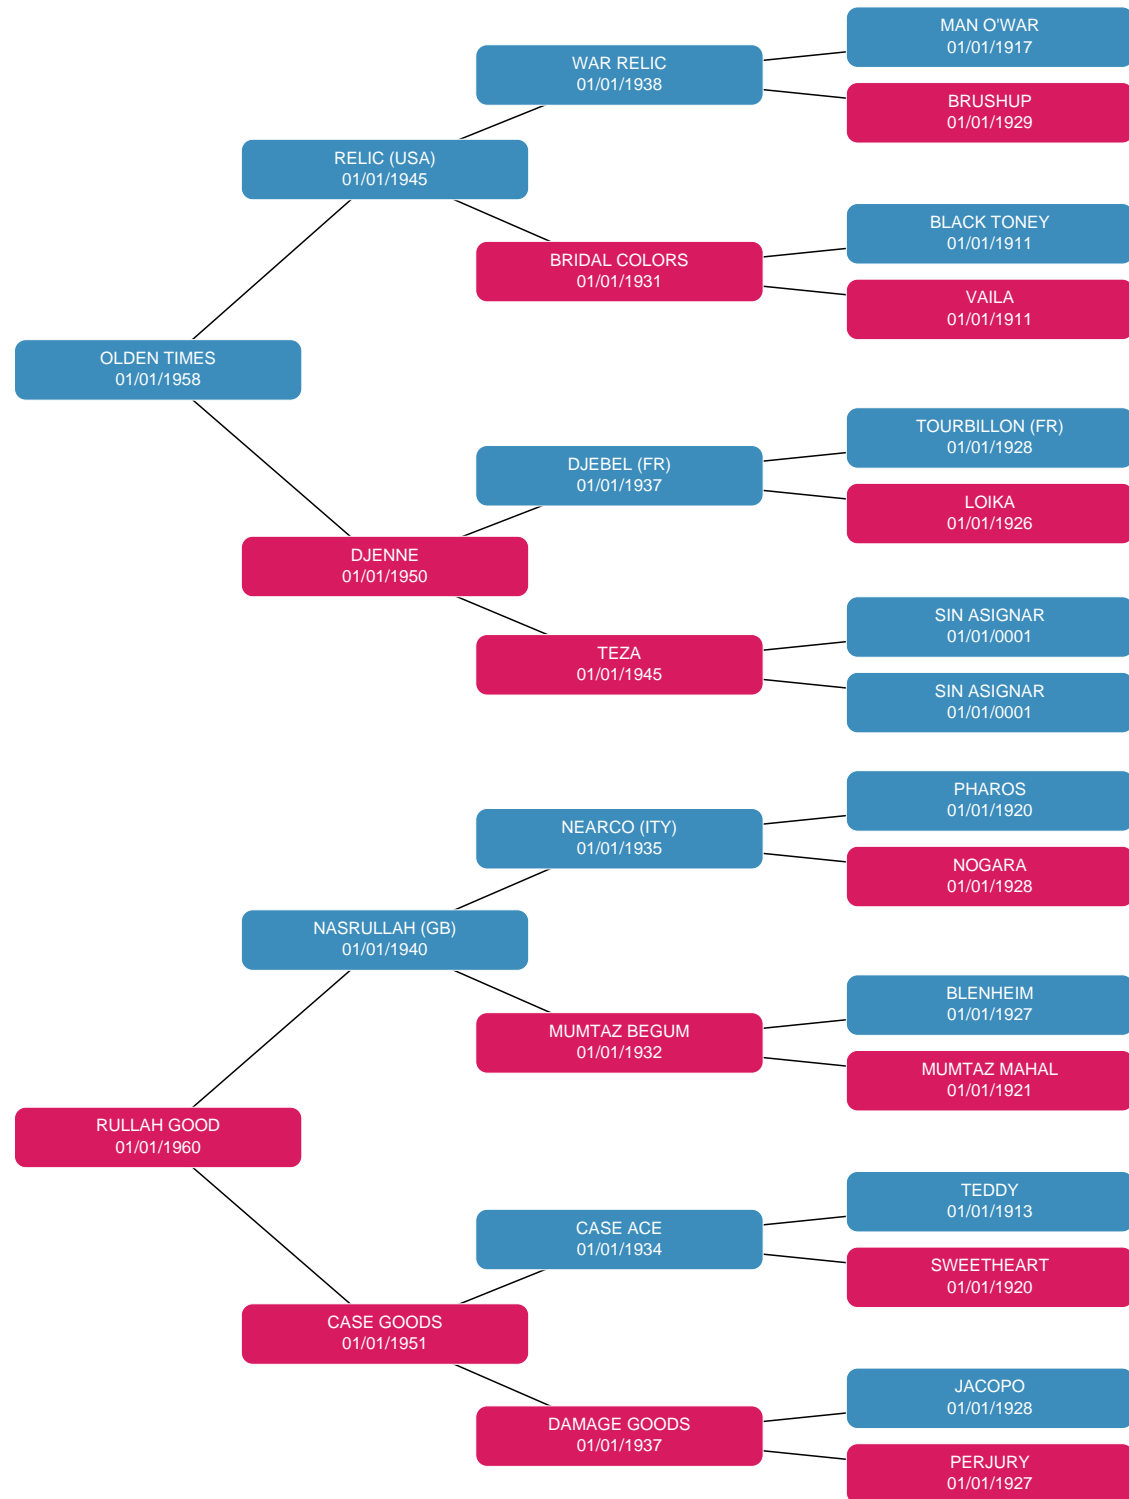 MAN O'WAR
01/01/1917
WAR RELIC
01/01/1938
BRUSHUP
01/01/1929
RELIC (USA)
01/01/1945
BLACK TONEY
01/01/1911
BRIDAL COLORS
01/01/1931
VAILA
01/01/1911
OLDEN TIMES
01/01/1958
TOURBILLON (FR)
01/01/1928
DJEBEL (FR)
01/01/1937
LOIKA
01/01/1926
DJENNE
01/01/1950
SIN ASIGNAR
01/01/0001
TEZA
01/01/1945
SIN ASIGNAR
01/01/0001
PHAROS
01/01/1920
NEARCO (ITY)
01/01/1935
NOGARA
01/01/1928
NASRULLAH (GB)
01/01/1940
BLENHEIM
01/01/1927
MUMTAZ BEGUM
01/01/1932
MUMTAZ MAHAL
01/01/1921
RULLAH GOOD
01/01/1960
TEDDY
01/01/1913
CASE ACE
01/01/1934
SWEETHEART
01/01/1920
CASE GOODS
01/01/1951
JACOPO
01/01/1928
DAMAGE GOODS
01/01/1937
PERJURY
01/01/1927